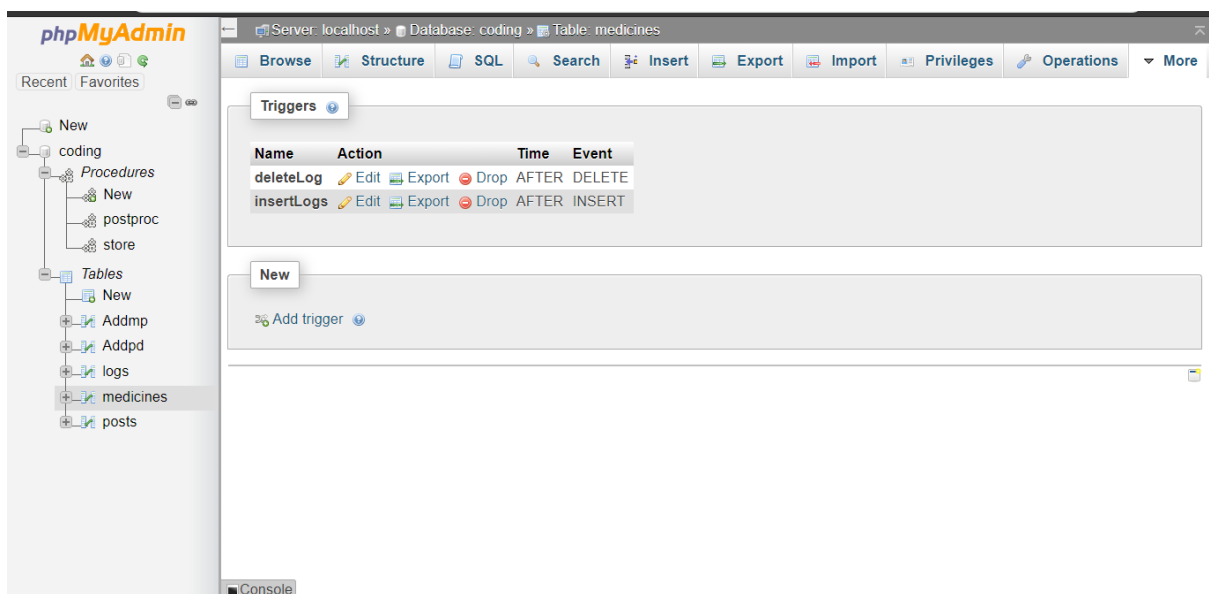 phpMyAdmin
Recent Favorites
New
coding
Procedures
New
postproc
store
Tables
New
Addmp
Addpd
logs
medicines
posts
Server: localhost » Database: coding » Table: medicines
Browse Structure SQL Search Insert Export Import Privileges Operations More
Triggers
Name Action Time Event
deleteLog Edit Export Drop AFTER DELETE
insertLogs Edit Export Drop AFTER INSERT
New
Add trigger
Console